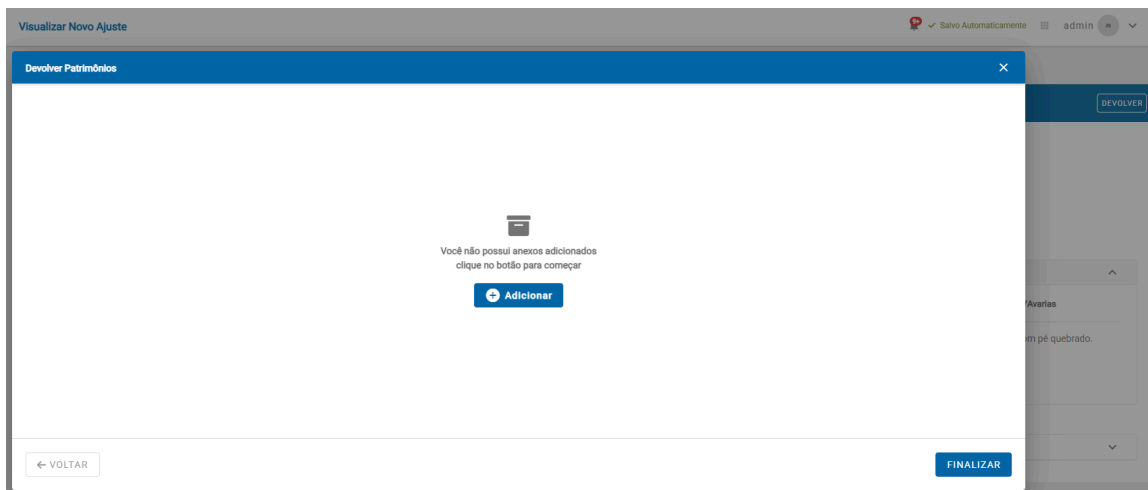 Visualizar Novo Ajuste
9+
Salvo Automaticamente
admin
Devolver Patrimônios
DEVOLVER
Você não possui anexos adicionados
clique no botão para começar
Adicionar
/Avarias
om pé quebrado.
VOLTAR
FINALIZAR